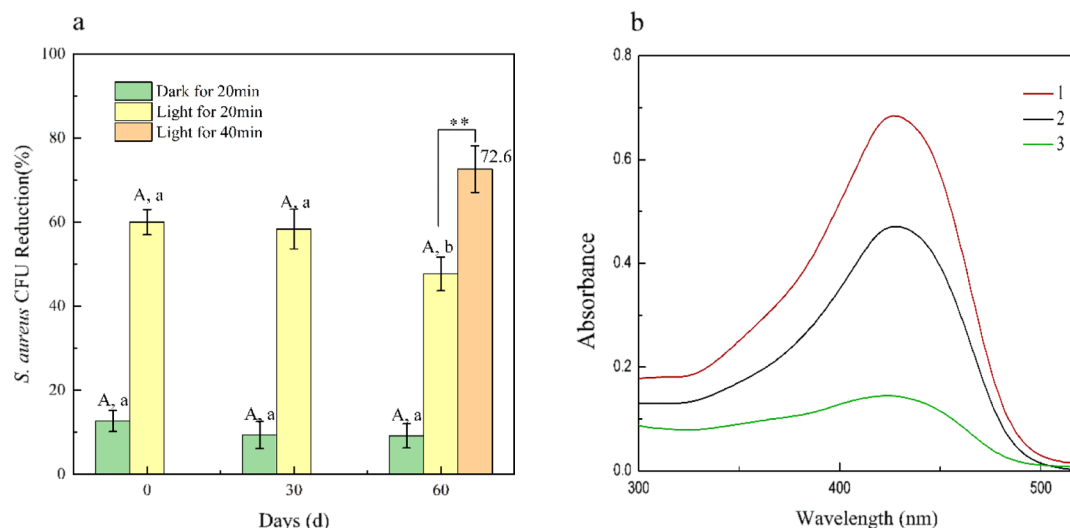 a
100
80
60
40
20
0
S. aureus CFU Reduction(%)
Dark for 20min
Light for 20min
Light for 40min
**
72.6
A, a
A, a
A, b
A, a
A, a
A, a
0
30
60
Days (d)
b
0.8
0.6
0.4
0.2
0.0
Absorbance
1
2
3
300
400
500
Wavelength (nm)